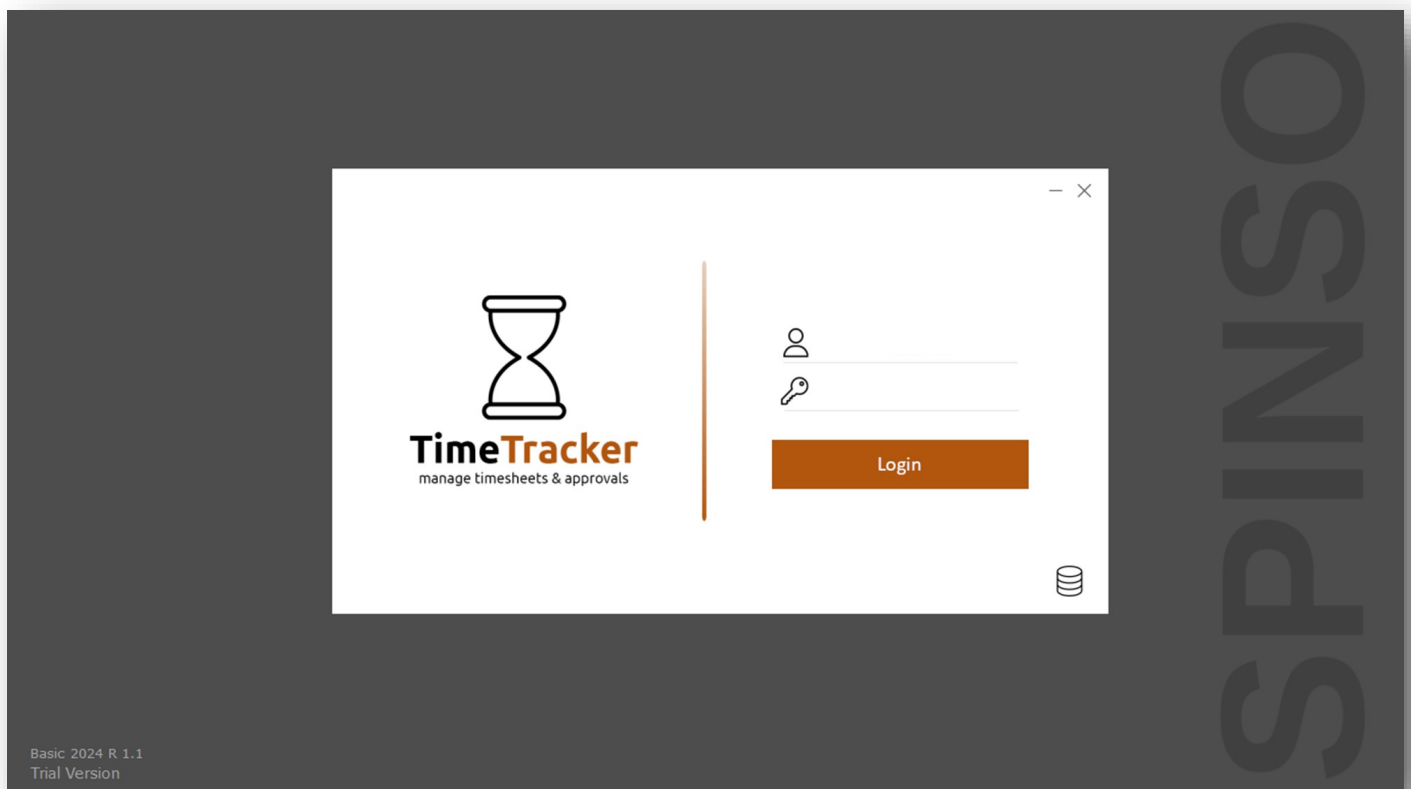 TimeTracker
manage timesheets & approvals
Login
SPINSO
Basic 2024 R 1.1
Trial Version